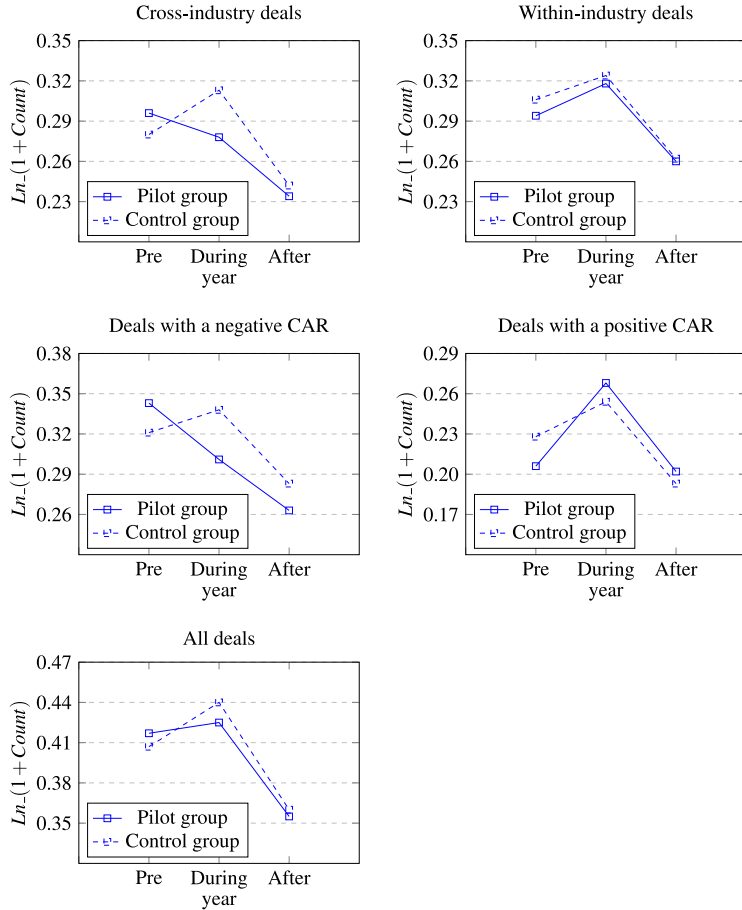 Cross-industry deals
0.35
0.32
0.29
0.26
0.23
Ln_(1 + Count)
Pilot group
Control group
Pre
During
year
After
Within-industry deals
0.35
0.32
0.29
0.26
0.23
Ln_(1 + Count)
Pilot group
Control group
Pre
During
year
After
Deals with a negative CAR
0.38
0.35
0.32
0.29
0.26
Ln_(1 + Count)
Pilot group
Control group
Pre
During
year
After
Deals with a positive CAR
0.29
0.26
0.23
0.20
0.17
Ln_(1 + Count)
Pilot group
Control group
Pre
During
year
After
All deals
0.47
0.44
0.41
0.38
0.35
Ln_(1 + Count)
Pilot group
Control group
Pre
During
year
After